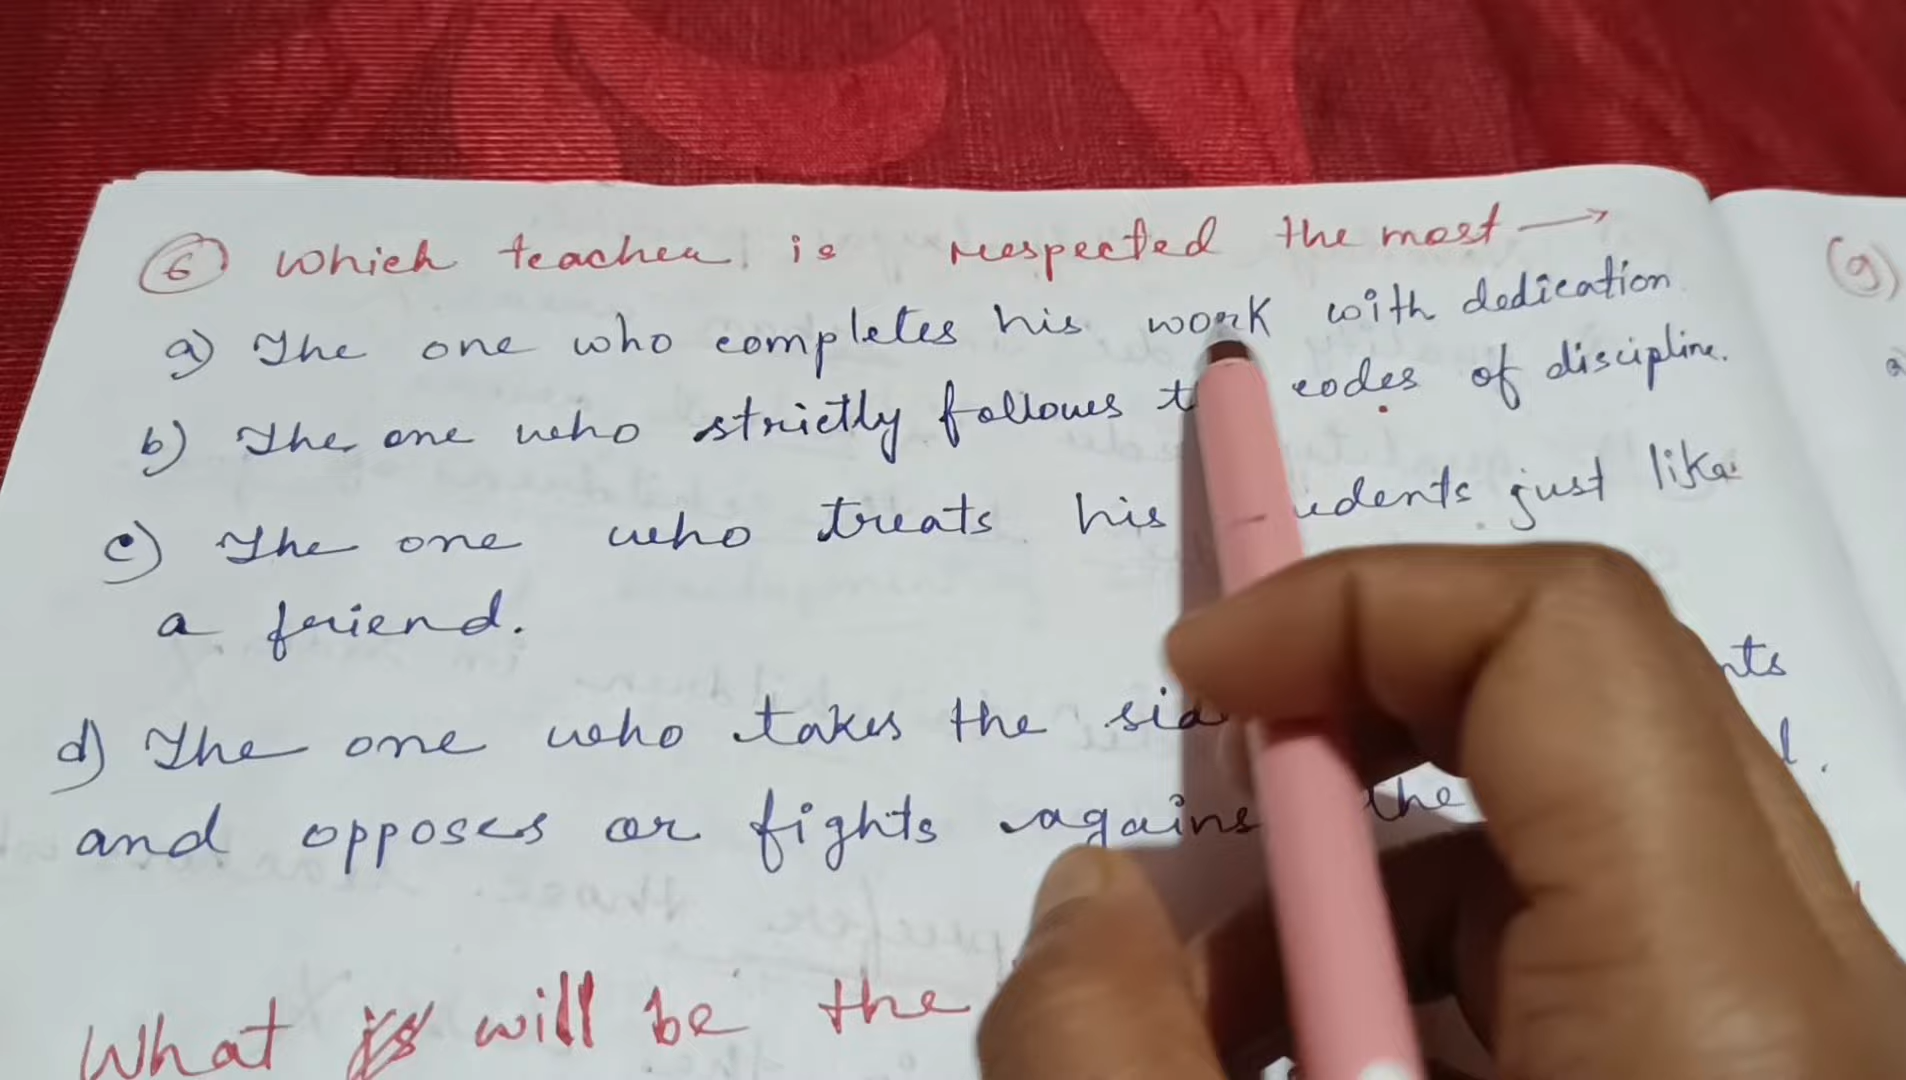 6 Which teacher is respected the most →
a) The one who completes his work with dedication
b) The one who strictly follows codes of discipline.
c) The one who treats his just like
a friend.
d) The one who takes the
and opposes or fights the
What is will be the
(g)